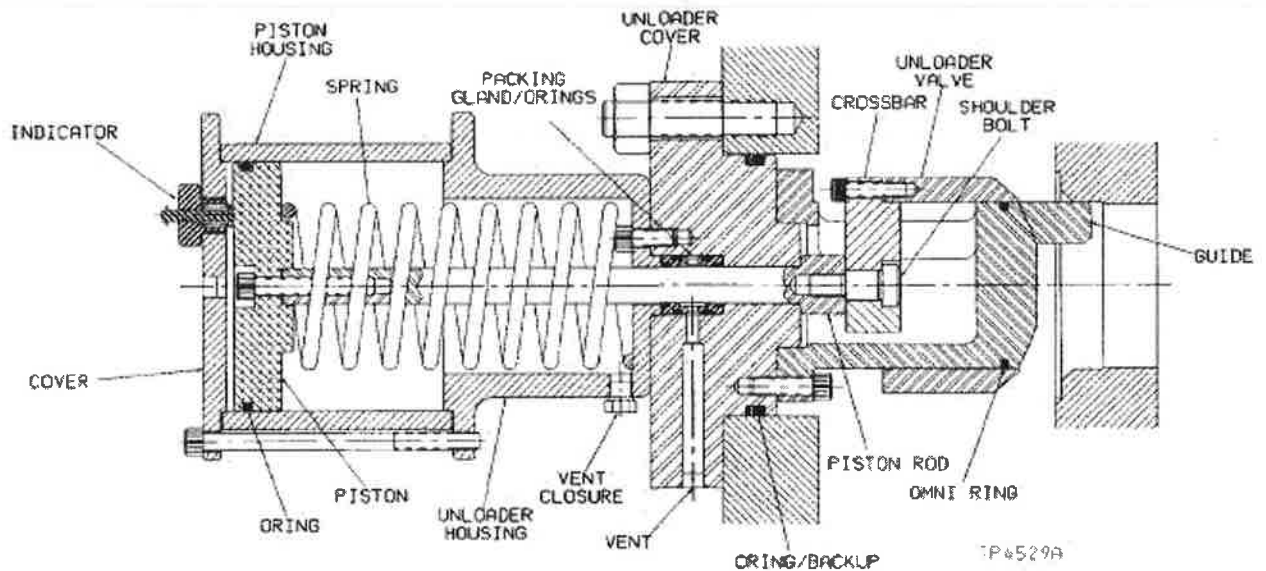 UNLOADER
COVER
PISTON
HOUSING
UNLOADER
VALVE
SPRING
PACKING
GLAND/ORINGS
CROSSBAR
SHOULDER
BOLT
INDICATOR
GUIDE
COVER
PISTON ROD
PISTON
VENT
CLOSURE
OMNI RING
ORING
UNLOADER
HOUSING
VENT
ORING/BACKUP
TP4529A